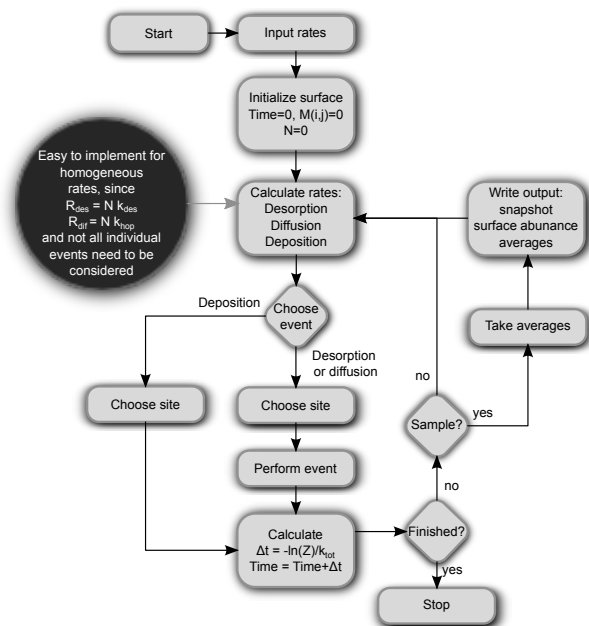 Start
Input rates
Initialize surface
Time=0, M(i,j)=0
N=0
Easy to implement for
homogeneous
rates, since
R_des = N k_des
R_dif = N k_hop
and not all individual
events need to be
considered
Calculate rates:
Desorption
Diffusion
Deposition
Write output:
snapshot
surface abunance
averages
Deposition
Choose
event
Take averages
Desorption
or diffusion
no
Choose site
Choose site
Sample?
yes
Perform event
no
Calculate
Δt = -ln(Z)/k_tot
Time = Time+Δt
Finished?
yes
Stop